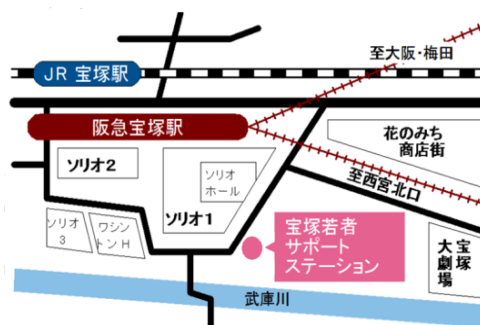 至大阪・梅田
JR 宝塚駅
阪急宝塚駅
花のみち
商店街
ソリオ2
ソリオ
ホール
至西宮北口
ソリオ1
ソリオ
3
ワシン
トンH
宝塚若者
サポート
ステーション
宝塚
大劇場
武庫川